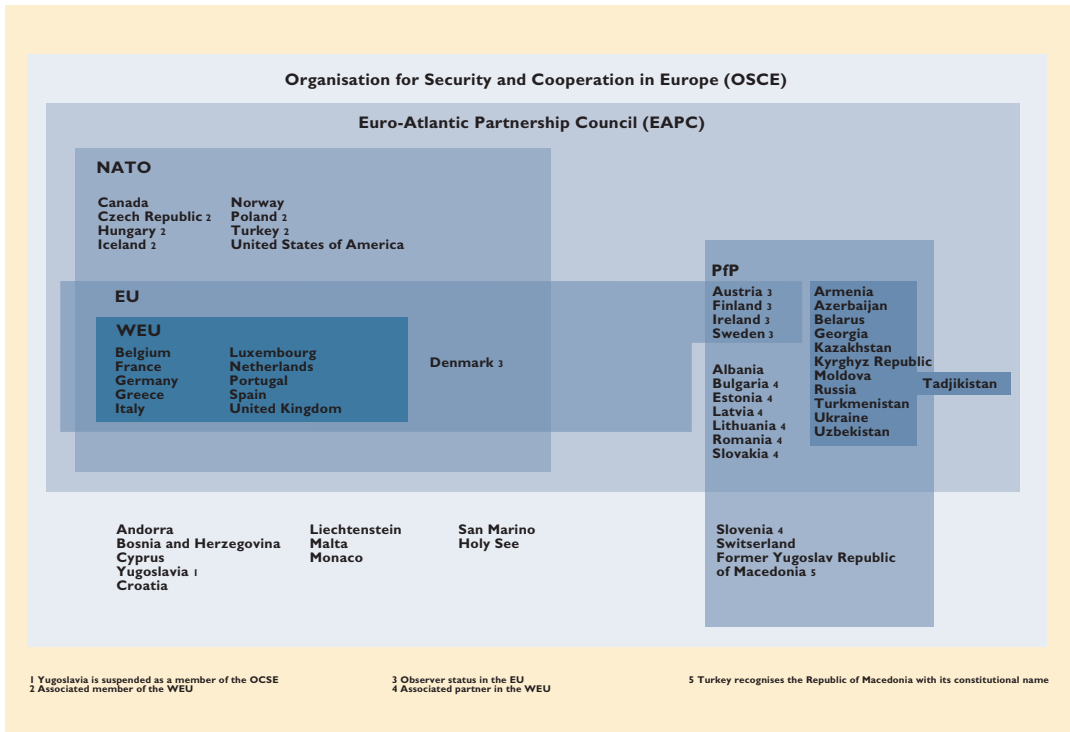 Organisation for Security and Cooperation in Europe (OSCE)
Euro-Atlantic Partnership Council (EAPC)
NATO
Canada
Czech Republic 2
Hungary 2
Iceland 2
Norway
Poland 2
Turkey 2
United States of America
EU
WEU
Belgium
France
Germany
Greece
Italy
Luxembourg
Netherlands
Portugal
Spain
United Kingdom
Denmark 3
PfP
Austria 3
Finland 3
Ireland 3
Sweden 3
Albania
Bulgaria 4
Estonia 4
Latvia 4
Lithuania 4
Romania 4
Slovakia 4
Armenia
Azerbaijan
Belarus
Georgia
Kazakhstan
Kyrghyz Republic
Moldova
Russia
Turkmenistan
Ukraine
Uzbekistan
Tadjikistan
Andorra
Bosnia and Herzegovina
Cyprus
Yugoslavia 1
Croatia
Liechtenstein
Malta
Monaco
San Marino
Holy See
Slovenia 4
Switserland
Former Yugoslav Republic
of Macedonia 5
1 Yugoslavia is suspended as a member of the OCSE
2 Associated member of the WEU
3 Observer status in the EU
4 Associated partner in the WEU
5 Turkey recognises the Republic of Macedonia with its constitutional name